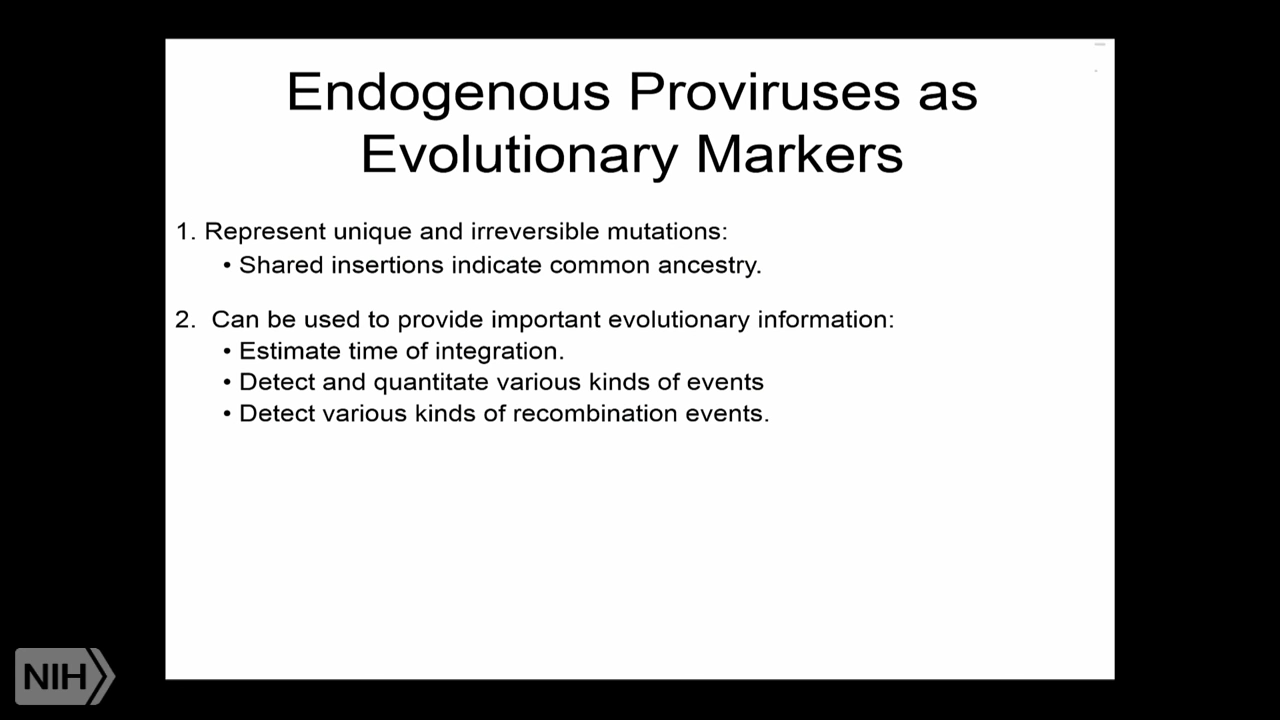 Endogenous Proviruses as
Evolutionary Markers
1. Represent unique and irreversible mutations:
• Shared insertions indicate common ancestry.
2. Can be used to provide important evolutionary information:
• Estimate time of integration.
• Detect and quantitate various kinds of events
• Detect various kinds of recombination events.
NIH